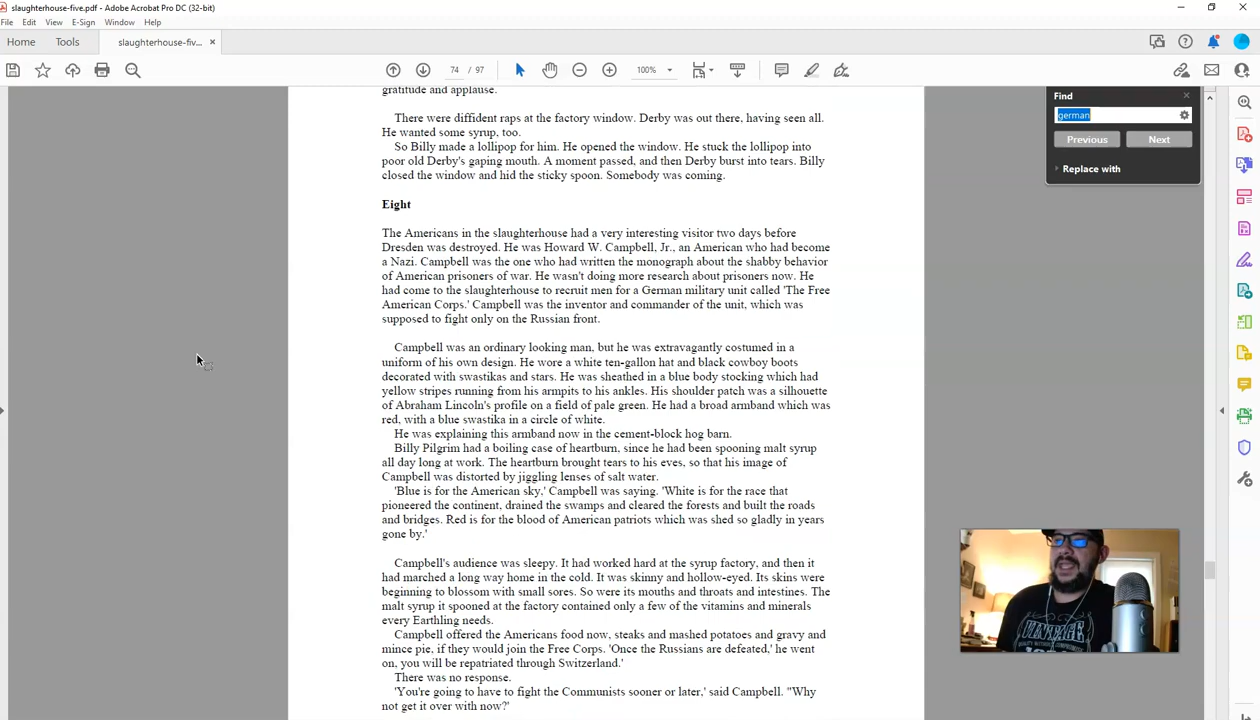 slaughterhouse-five.pdf - Adobe Acrobat Pro DC (32-bit)
File Edit View E-Sign Window Help
Home Tools slaughterhouse-fiv... ×
74 / 97 100%
gratitude and applause.
Find
german
Previous Next
Replace with
There were diffident raps at the factory window. Derby was out there, having seen all.
He wanted some syrup, too.
So Billy made a lollipop for him. He opened the window. He stuck the lollipop into
poor old Derby's gaping mouth. A moment passed, and then Derby burst into tears. Billy
closed the window and hid the sticky spoon. Somebody was coming.
Eight
The Americans in the slaughterhouse had a very interesting visitor two days before
Dresden was destroyed. He was Howard W. Campbell, Jr., an American who had become
a Nazi. Campbell was the one who had written the monograph about the shabby behavior
of American prisoners of war. He wasn't doing more research about prisoners now. He
had come to the slaughterhouse to recruit men for a German military unit called 'The Free
American Corps.' Campbell was the inventor and commander of the unit, which was
supposed to fight only on the Russian front.
Campbell was an ordinary looking man, but he was extravagantly costumed in a
uniform of his own design. He wore a white ten-gallon hat and black cowboy boots
decorated with swastikas and stars. He was sheathed in a blue body stocking which had
yellow stripes running from his armpits to his ankles. His shoulder patch was a silhouette
of Abraham Lincoln's profile on a field of pale green. He had a broad armband which was
red, with a blue swastika in a circle of white.
He was explaining this armband now in the cement-block hog barn.
Billy Pilgrim had a boiling case of heartburn, since he had been spooning malt syrup
all day long at work. The heartburn brought tears to his eves, so that his image of
Campbell was distorted by jiggling lenses of salt water.
'Blue is for the American sky,' Campbell was saying. 'White is for the race that
pioneered the continent, drained the swamps and cleared the forests and built the roads
and bridges. Red is for the blood of American patriots which was shed so gladly in years
gone by.'
Campbell's audience was sleepy. It had worked hard at the syrup factory, and then it
had marched a long way home in the cold. It was skinny and hollow-eyed. Its skins were
beginning to blossom with small sores. So were its mouths and throats and intestines. The
malt syrup it spooned at the factory contained only a few of the vitamins and minerals
every Earthling needs.
Campbell offered the Americans food now, steaks and mashed potatoes and gravy and
mince pie, if they would join the Free Corps. 'Once the Russians are defeated,' he went
on, you will be repatriated through Switzerland.'
There was no response.
'You're going to have to fight the Communists sooner or later,' said Campbell. "Why
not get it over with now?'
VINTAGE